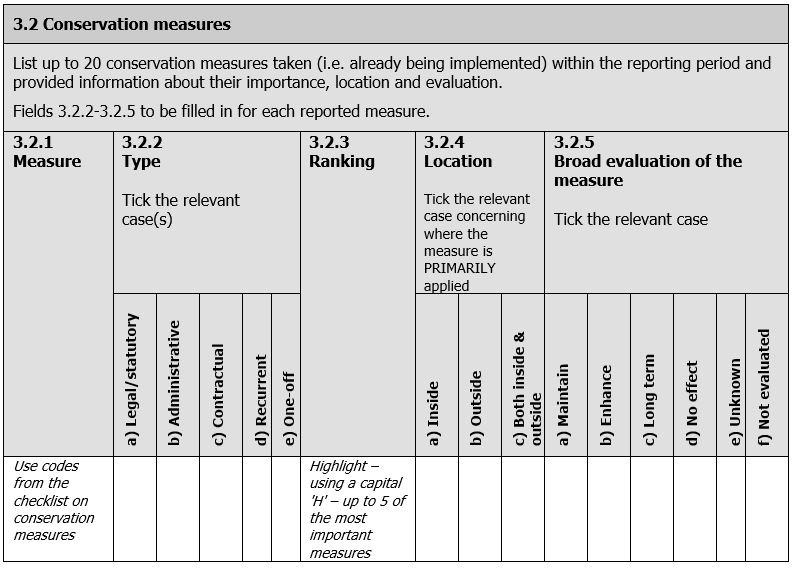 3.2 Conservation measures
List up to 20 conservation measures taken (i.e. already being implemented) within the reporting period and
provided information about their importance, location and evaluation.
Fields 3.2.2-3.2.5 to be filled in for each reported measure.
3.2.1
Measure
3.2.2
Type
Tick the relevant
case(s)
3.2.3
Ranking
3.2.4
Location
Tick the relevant
case concerning
where the
measure is
PRIMARILY
applied
3.2.5
Broad evaluation of the
measure
Tick the relevant case
a) Legal/statutory
b) Administrative
c) Contractual
d) Recurrent
e) One-off
a) Inside
b) Outside
c) Both inside &
outside
a) Maintain
b) Enhance
c) Long term
d) No effect
e) Unknown
f) Not evaluated
Use codes
from the
checklist on
conservation
measures
Highlight –
using a capital
'H' – up to 5 of
the most
important
measures